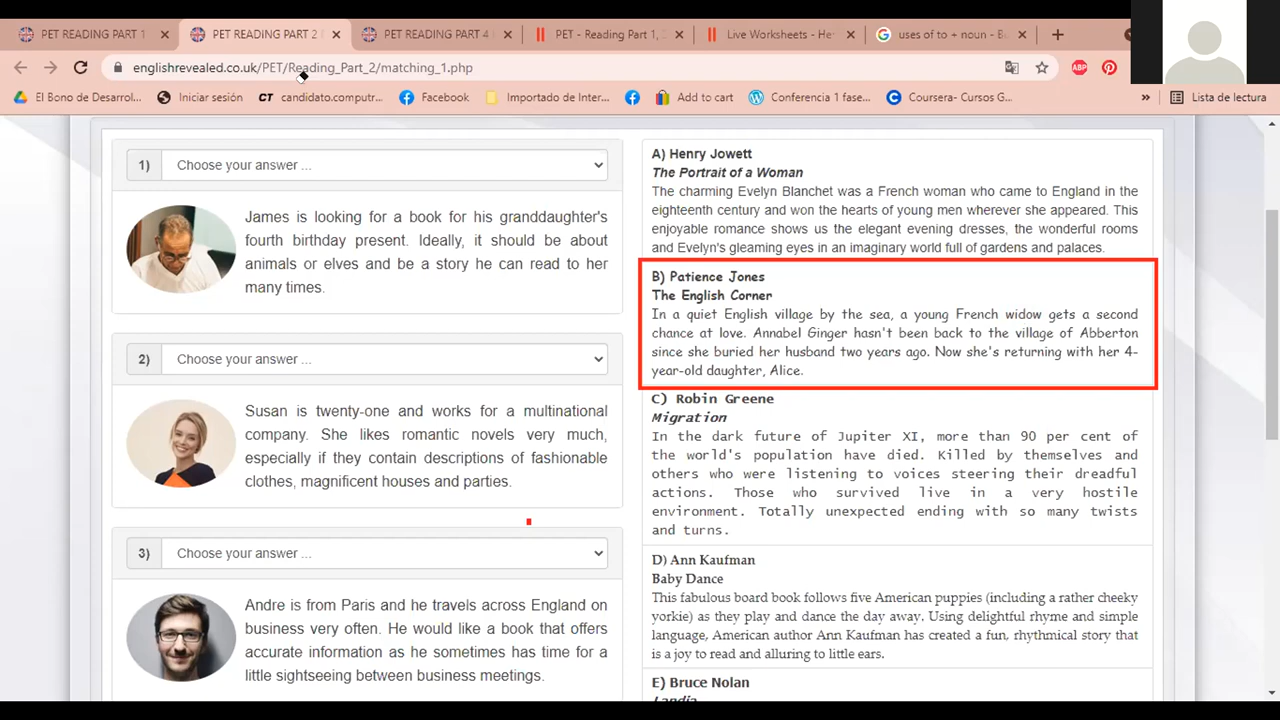 PET READING PART 1
PET READING PART 2
PET READING PART 4
PET - Reading Part 1, 
Live Worksheets - He
uses of to + noun - B
englishrevealed.co.uk/PET/Reading_Part_2/matching_1.php
ABP
El Bono de Desarrol...
Iniciar sesión
CT candidato.computr...
Facebook
Importado de Inter...
Add to cart
Conferencia 1 fase...
Coursera- Cursos G...
»
Lista de lectura
1) Choose your answer ...
James is looking for a book for his granddaughter's
fourth birthday present. Ideally, it should be about
animals or elves and be a story he can read to her
many times.
2) Choose your answer ...
Susan is twenty-one and works for a multinational
company. She likes romantic novels very much,
especially if they contain descriptions of fashionable
clothes, magnificent houses and parties.
3) Choose your answer ...
Andre is from Paris and he travels across England on
business very often. He would like a book that offers
accurate information as he sometimes has time for a
little sightseeing between business meetings.
A) Henry Jowett
The Portrait of a Woman
The charming Evelyn Blanchet was a French woman who came to England in the
eighteenth century and won the hearts of young men wherever she appeared. This
enjoyable romance shows us the elegant evening dresses, the wonderful rooms
and Evelyn's gleaming eyes in an imaginary world full of gardens and palaces.
B) Patience Jones
The English Corner
In a quiet English village by the sea, a young French widow gets a second
chance at love. Annabel Ginger hasn't been back to the village of Abberton
since she buried her husband two years ago. Now she's returning with her 4-
year-old daughter, Alice.
C) Robin Greene
Migration
In the dark future of Jupiter XI, more than 90 per cent of
the world's population have died. Killed by themselves and
others who were listening to voices steering their dreadful
actions. Those who survived live in a very hostile
environment. Totally unexpected ending with so many twists
and turns.
D) Ann Kaufman
Baby Dance
This fabulous board book follows five American puppies (including a rather cheeky
yorkie) as they play and dance the day away. Using delightful rhyme and simple
language, American author Ann Kaufman has created a fun, rhythmical story that
is a joy to read and alluring to little ears.
E) Bruce Nolan
Landia